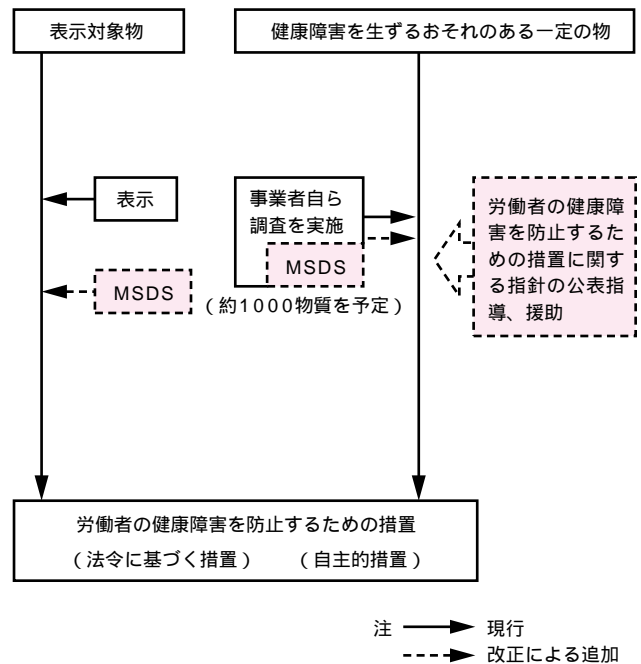 表示対象物
健康障害を生ずるおそれのある一定の物
表示
事業者自ら
調査を実施
MSDS
MSDS
（約1000物質を予定）
労働者の健康障
害を防止するた
めの措置に関す
る指針の公表指
導、援助
労働者の健康障害を防止するための措置
（法令に基づく措置）　（自主的措置）
注　現行
改正による追加